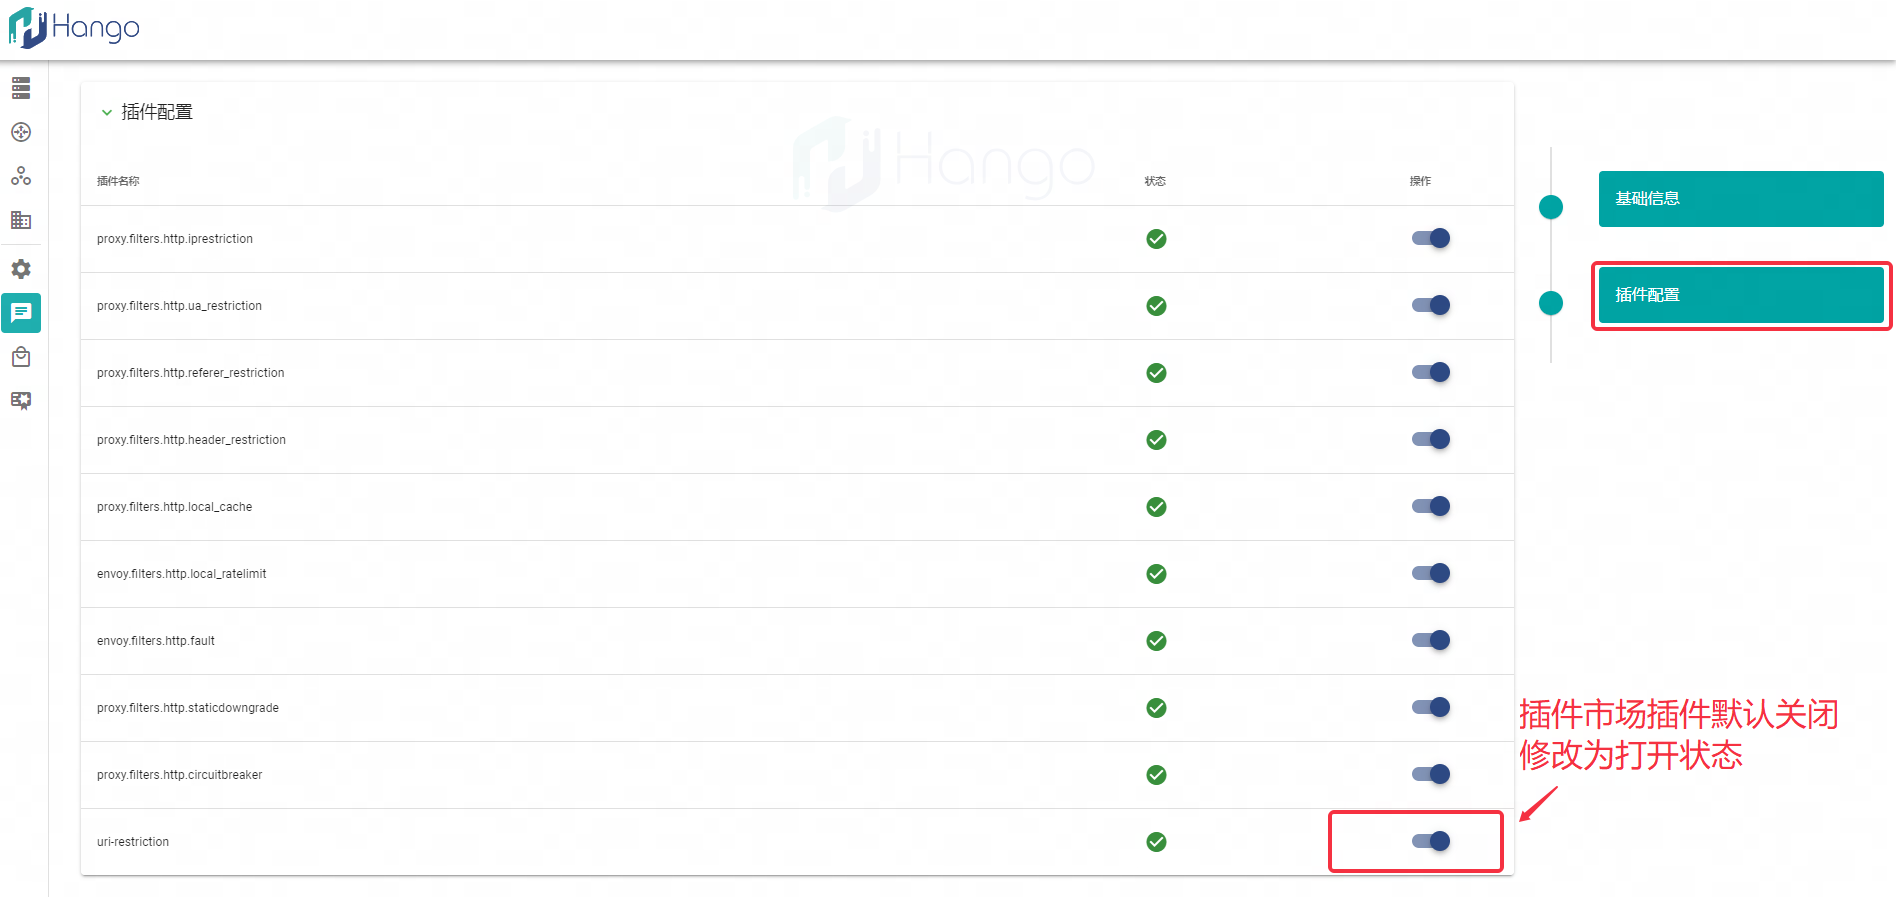 Hango
插件配置
Hango
插件名称 状态 操作
proxy.filters.http.iprestriction
proxy.filters.http.ua_restriction
proxy.filters.http.referer_restriction
proxy.filters.http.header_restriction
proxy.filters.http.local_cache
envoy.filters.http.local_ratelimit
envoy.filters.http.fault
proxy.filters.http.staticdowngrade
proxy.filters.http.circuitbreaker
uri-restriction
基础信息
插件配置
插件市场插件默认关闭
修改为打开状态